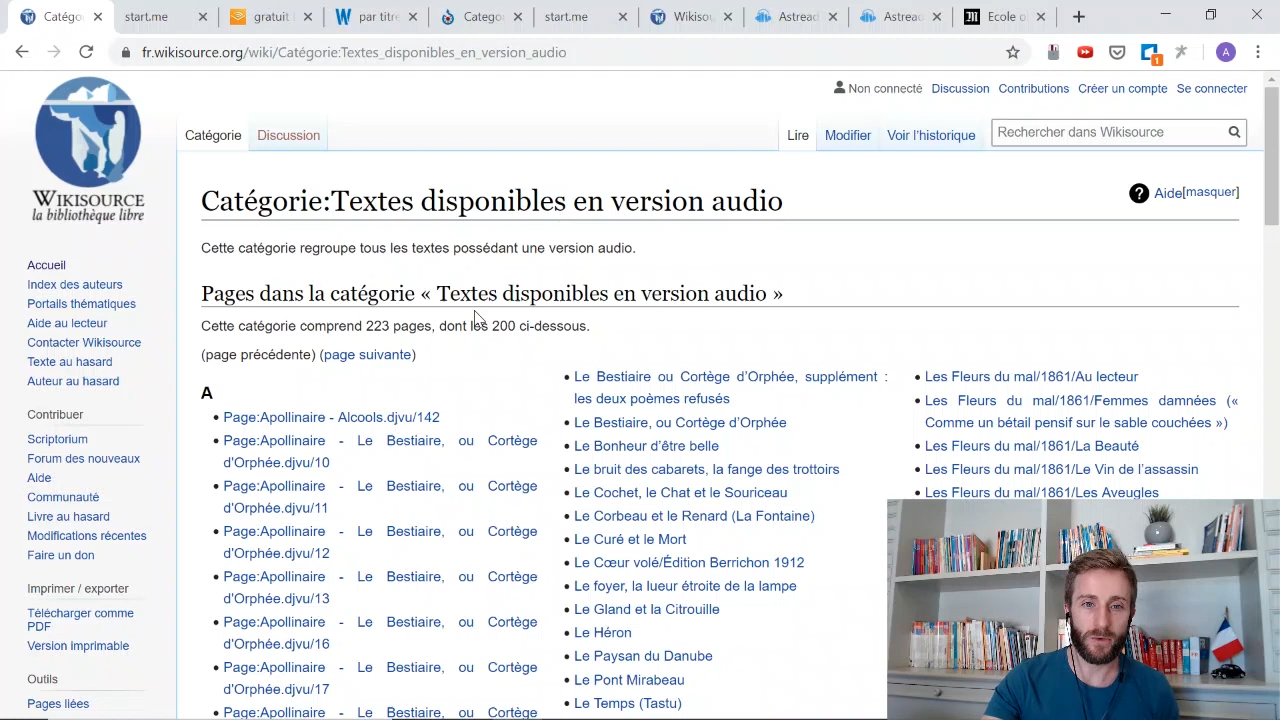 Catégo
start.me
gratuit l
par titre
Catégo
start.me
Wikisou
Astread
Astread
Ecole o
fr.wikisource.org/wiki/Catégorie:Textes_disponibles_en_version_audio
1
A
Non connecté
Discussion
Contributions
Créer un compte
Se connecter
Catégorie
Discussion
Lire
Modifier
Voir l'historique
Rechercher dans Wikisource
WIKISOURCE
la bibliothèque libre
Catégorie:Textes disponibles en version audio
? Aide[masquer]
Cette catégorie regroupe tous les textes possédant une version audio.
Pages dans la catégorie « Textes disponibles en version audio »
Cette catégorie comprend 223 pages, dont les 200 ci-dessous.
(page précédente) (page suivante)
Accueil
Index des auteurs
Portails thématiques
Aide au lecteur
Contacter Wikisource
Texte au hasard
Auteur au hasard
Contribuer
Scriptorium
Forum des nouveaux
Aide
Communauté
Livre au hasard
Modifications récentes
Faire un don
Imprimer / exporter
Télécharger comme
PDF
Version imprimable
Outils
Pages liées
A
Page:Apollinaire - Alcools.djvu/142
Page:Apollinaire - Le Bestiaire, ou Cortège
d'Orphée.djvu/10
Page:Apollinaire - Le Bestiaire, ou Cortège
d'Orphée.djvu/11
Page:Apollinaire - Le Bestiaire, ou Cortège
d'Orphée.djvu/12
Page:Apollinaire - Le Bestiaire, ou Cortège
d'Orphée.djvu/13
Page:Apollinaire - Le Bestiaire, ou Cortège
d'Orphée.djvu/16
Page:Apollinaire - Le Bestiaire, ou Cortège
d'Orphée.djvu/17
Page:Apollinaire - Le Bestiaire, ou Cortège
Le Bestiaire ou Cortège d'Orphée, supplément :
les deux poèmes refusés
Le Bestiaire, ou Cortège d'Orphée
Le Bonheur d'être belle
Le bruit des cabarets, la fange des trottoirs
Le Cochet, le Chat et le Souriceau
Le Corbeau et le Renard (La Fontaine)
Le Curé et le Mort
Le Cœur volé/Édition Berrichon 1912
Le foyer, la lueur étroite de la lampe
Le Gland et la Citrouille
Le Héron
Le Paysan du Danube
Le Pont Mirabeau
Le Temps (Tastu)
Les Fleurs du mal/1861/Au lecteur
Les Fleurs du mal/1861/Femmes damnées («
Comme un bétail pensif sur le sable couchées »)
Les Fleurs du mal/1861/La Beauté
Les Fleurs du mal/1861/Le Vin de l'assassin
Les Fleurs du mal/1861/Les Aveugles